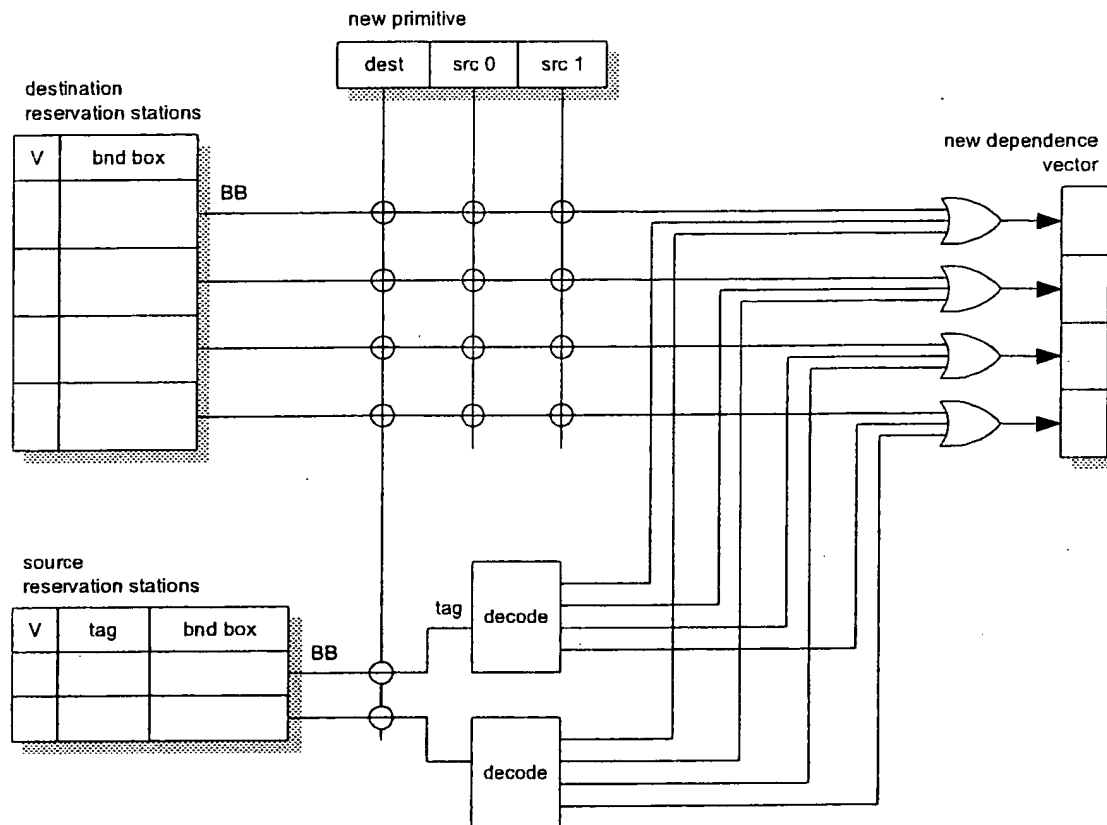 new primitive
dest src 0 src 1
destination
reservation stations
V bnd box
BB
new dependence
vector
source
reservation stations
V tag bnd box
BB
tag
decode
decode